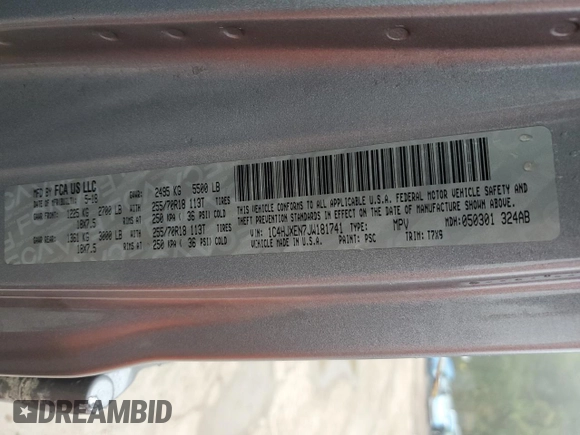 MFD BY FCA US LLC
DATE OF MFR: 5-18 GVWR: 2495 KG 5500 LB
GAWR FRONT: 1225 KG 2700 LB 255/70R18 113T TIRES
18X7.5 RIMS AT 250 KPA 36 PSI COLD
GAWR REAR: 1361 KG 3000 LB 255/70R18 113T TIRES
18X7.5 RIMS AT 250 KPA 36 PSI COLD
THIS VEHICLE CONFORMS TO ALL APPLICABLE U.S.A. FEDERAL MOTOR VEHICLE SAFETY AND
THEFT PREVENTION STANDARDS IN EFFECT ON THE DATE OF MANUFACTURE SHOWN ABOVE.
VIN: 1C4HJXEN7JW181741 TYPE: MPV MDH: 050301 324AB
MADE IN U.S.A. PAINT: PSC TRIM: T7X9
DREAMBID